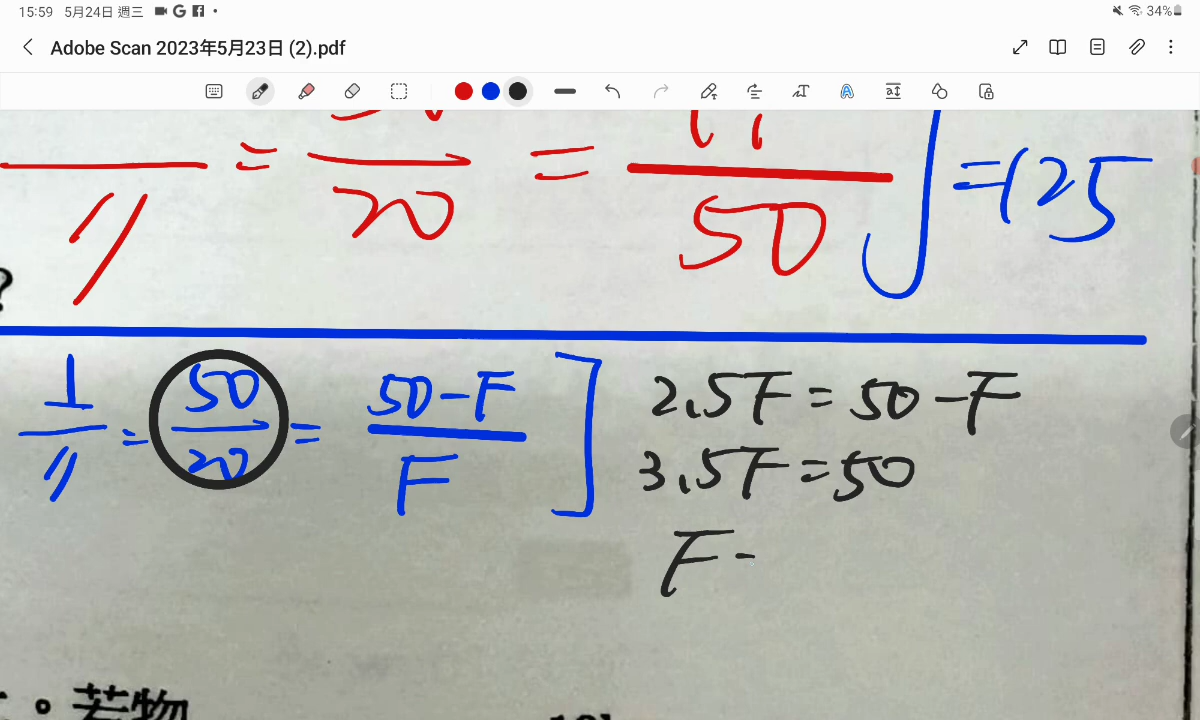 15:59 5月24日 週三
34%
Adobe Scan 2023年5月23日 (2).pdf
= 20 = 50 =125
?
1 = 50/20 = 50-F/F
2.5F = 50-F
3.5F = 50
F -
。若物